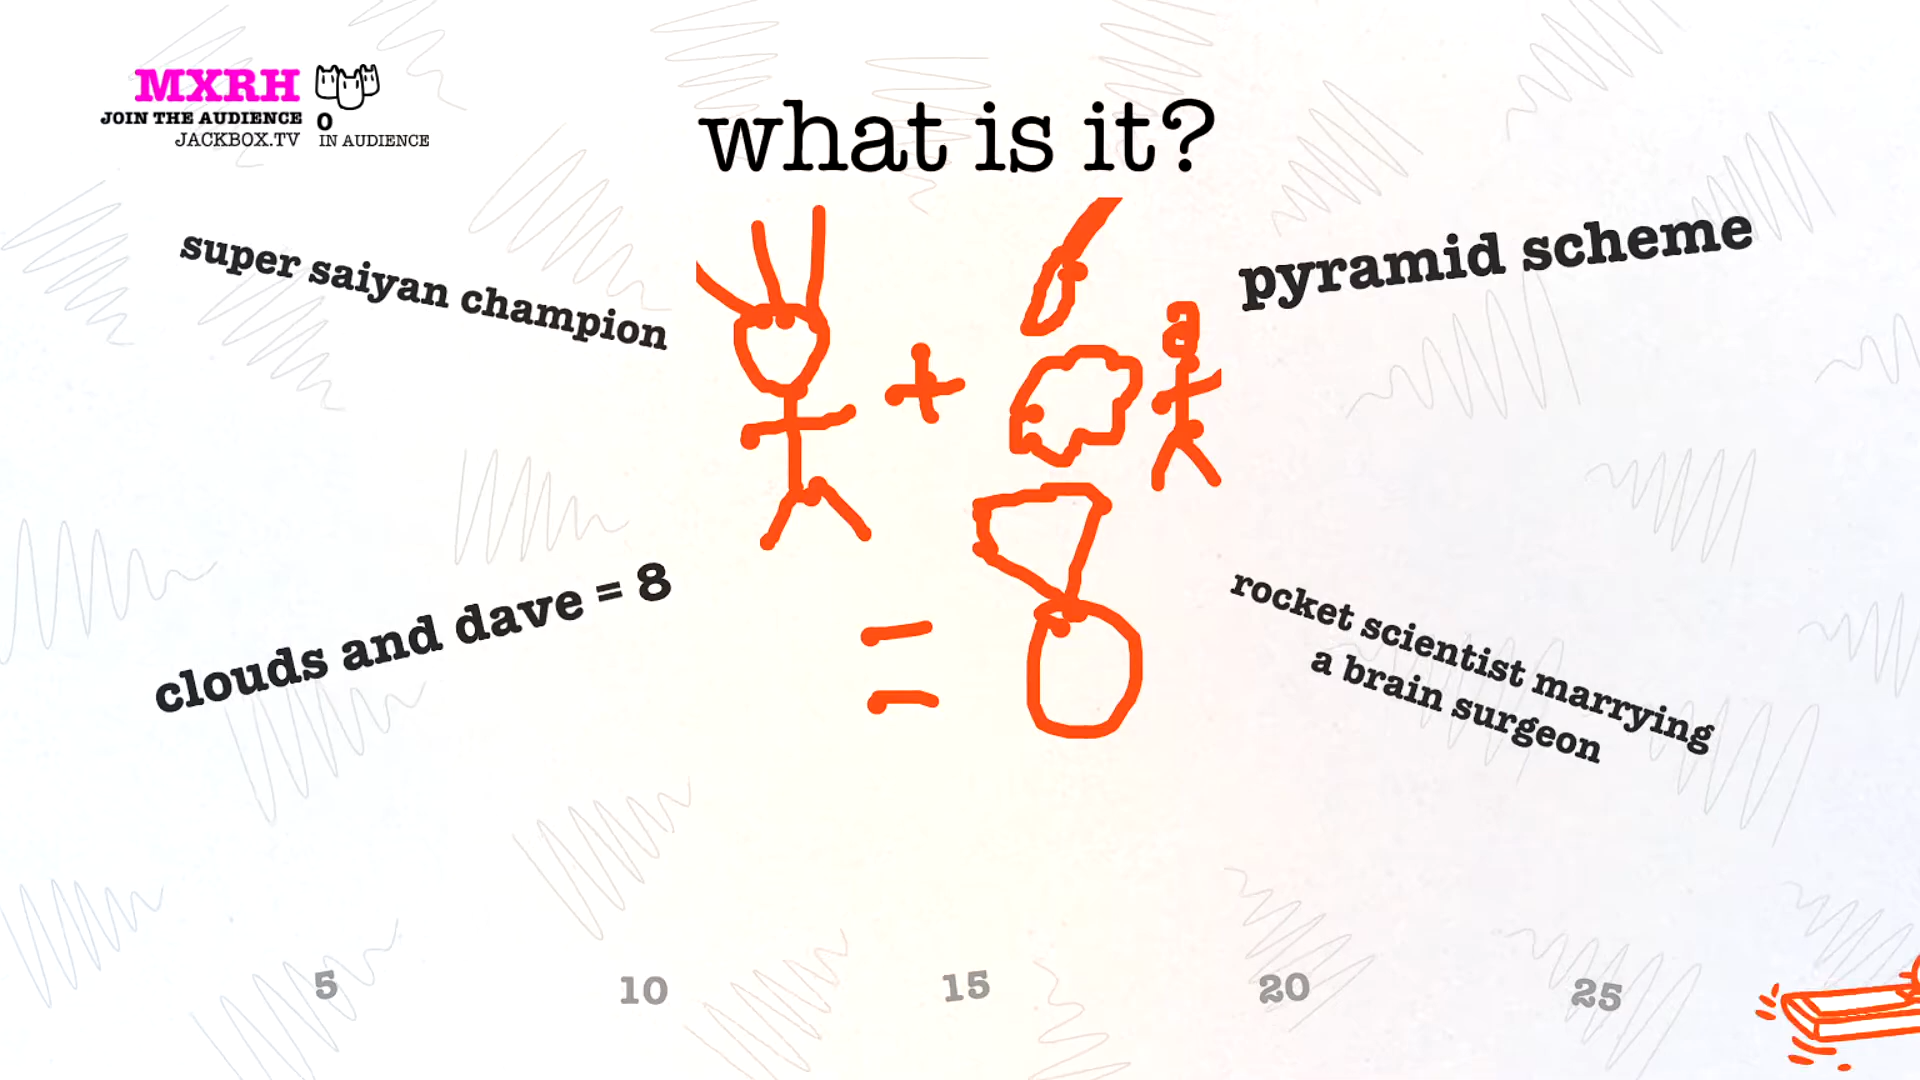 MXRH
JOIN THE AUDIENCE
JACKBOX.TV
0
IN AUDIENCE
what is it?
super saiyan champion
pyramid scheme
clouds and dave = 8
rocket scientist marrying
a brain surgeon
5
10
15
20
25